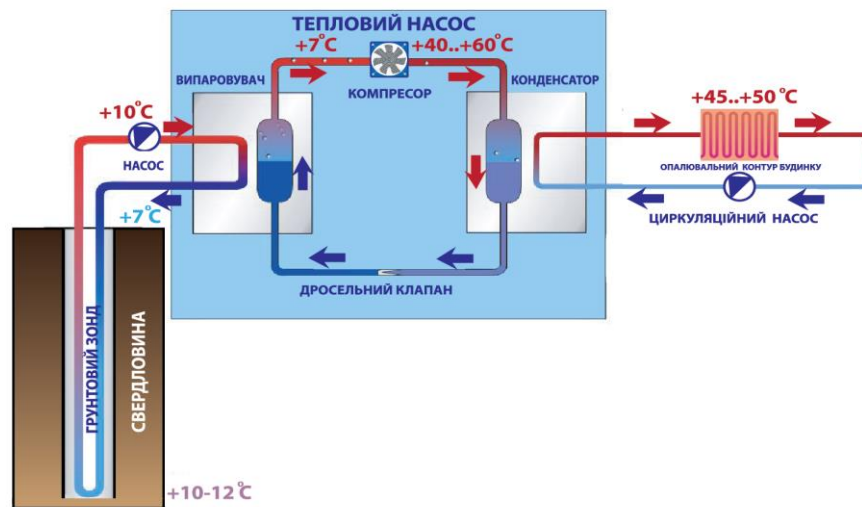 ТЕПЛОВИЙ НАСОС
+7°C
+40..+60°C
ВИПАРОВУВАЧ
КОМПРЕСОР
КОНДЕНСАТОР
+10°C
НАСОС
+7°C
+45..+50 °C
ОПАЛЮВАЛЬНИЙ КОНТУР БУДИНКУ
ЦИРКУЛЯЦІЙНИЙ НАСОС
ДРОСЕЛЬНИЙ КЛАПАН
ГРУНТОВИЙ ЗОНД
СВЕРДЛОВИНА
+10-12°C